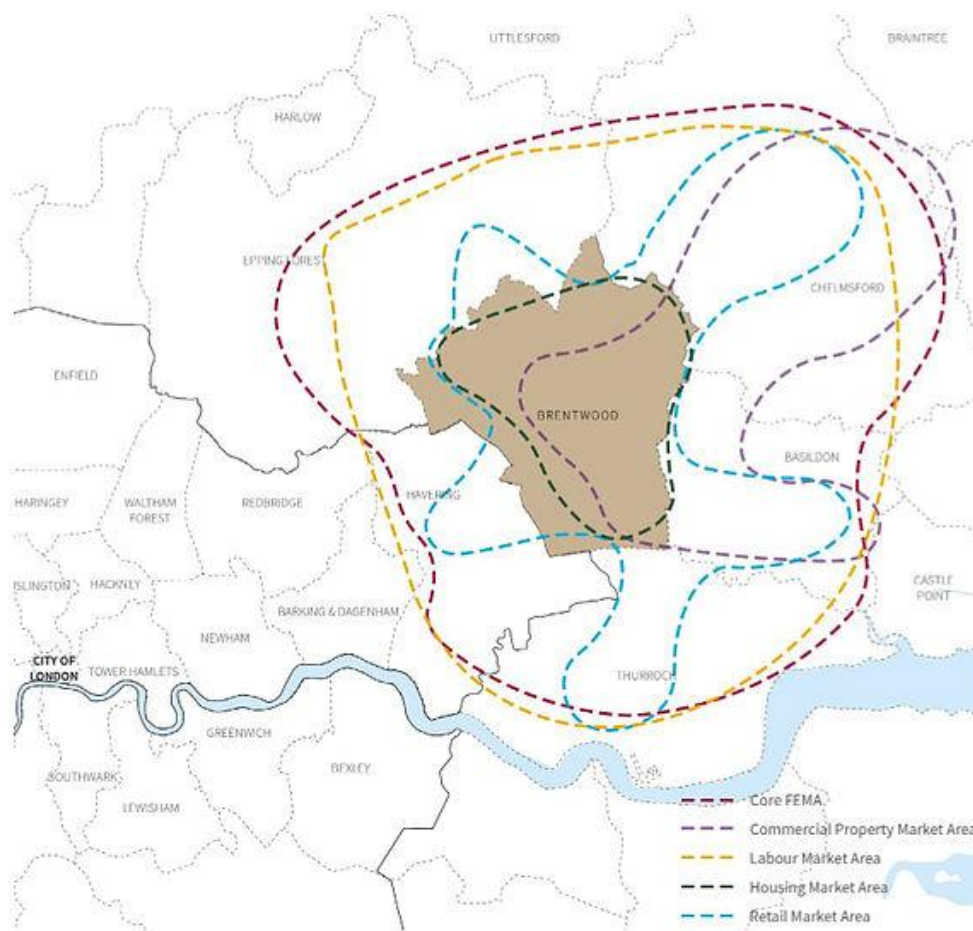 UTTLESFORD
BRAINTREE
HARLOW
EPPING FORES
CHELMSFORD
ENFIELD
BRENTWOOD
BASILDON
HARINGEY
WALTHAM
FOREST
REDBRIDGE
HAVERING
ISLINGTON
HACKNEY
CASTLE
POINT
BARKING & DAGENHAM
NEWHAM
CITY OF
LONDON
TOWER HAMLETS
THURROCK
GREENWICH
BEXLEY
SOUTHWARK
LEWISHAM
Core FEMA
Commercial Property Market Area
Labour Market Area
Housing Market Area
Retail Market Area